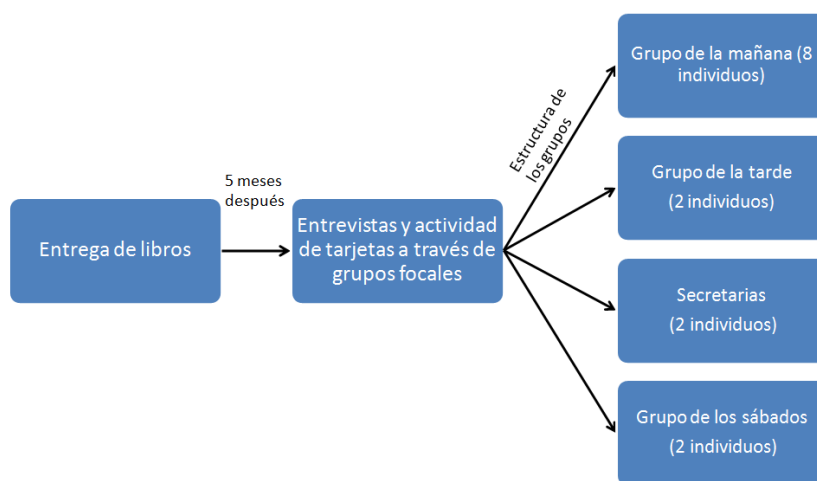 Entrega de libros
5 meses
después
Entrevistas y actividad
de tarjetas a través de
grupos focales
Estructura de
los grupos
Grupo de la mañana (8
individuos)
Grupo de la tarde
(2 individuos)
Secretarias
(2 individuos)
Grupo de los sábados
(2 individuos)